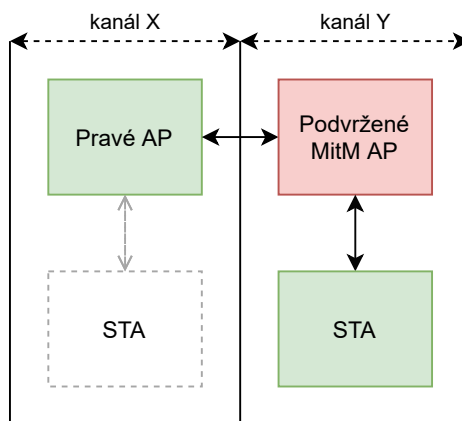 kanál X
kanál Y
Pravé AP
Podvržené
MitM AP
STA
STA